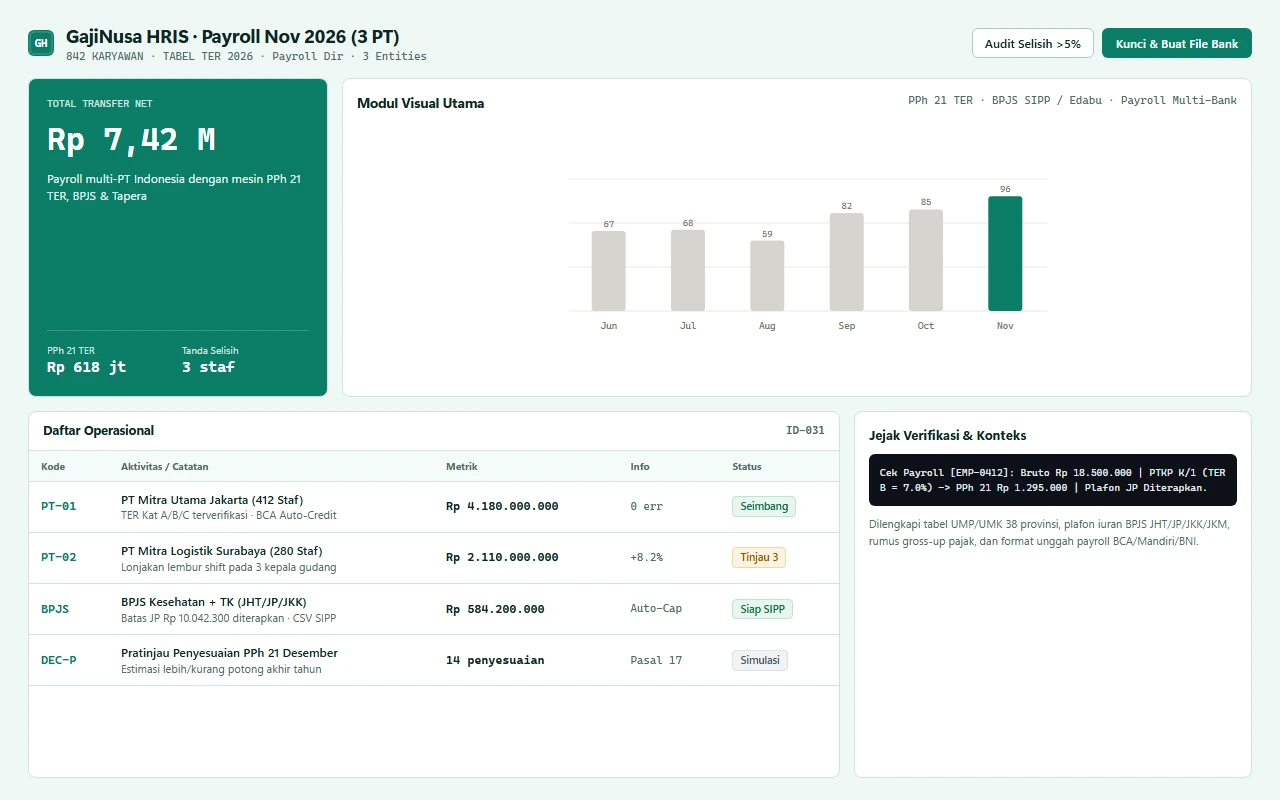 GH
GajiNusa HRIS · Payroll Nov 2026 (3 PT)
842 KARYAWAN · TABEL TER 2026 · Payroll Dir · 3 Entities
Audit Selisih >5%
Kunci & Buat File Bank
TOTAL TRANSFER NET
Rp 7,42 M
Payroll multi-PT Indonesia dengan mesin PPh 21
TER, BPJS & Tapera
PPh 21 TER
Rp 618 jt
Tanda Selisih
3 staf
Modul Visual Utama
PPh 21 TER · BPJS SIPP / Edabu · Payroll Multi-Bank
67
68
59
82
85
96
Jun
Jul
Aug
Sep
Oct
Nov
Daftar Operasional
ID-031
Kode
Aktivitas / Catatan
Metrik
Info
Status
PT-01
PT Mitra Utama Jakarta (412 Staf)
TER Kat A/B/C terverifikasi · BCA Auto-Credit
Rp 4.180.000.000
0 err
Seimbang
PT-02
PT Mitra Logistik Surabaya (280 Staf)
Lonjakan lembur shift pada 3 kepala gudang
Rp 2.110.000.000
+8.2%
Tinjau 3
BPJS
BPJS Kesehatan + TK (JHT/JP/JKK)
Batas JP Rp 10.042.300 diterapkan · CSV SIPP
Rp 584.200.000
Auto-Cap
Siap SIPP
DEC-P
Pratinjau Penyesuaian PPh 21 Desember
Estimasi lebih/kurang potong akhir tahun
14 penyesuaian
Pasal 17
Simulasi
Jejak Verifikasi & Konteks
Cek Payroll [EMP-0412]: Bruto Rp 18.500.000 | PTKP K/1 (TER
B = 7.0%) -> PPh 21 Rp 1.295.000 | Plafon JP Diterapkan.
Dilengkapi tabel UMP/UMK 38 provinsi, plafon iuran BPJS JHT/JP/JKK/JKM,
rumus gross-up pajak, dan format unggah payroll BCA/Mandiri/BNI.